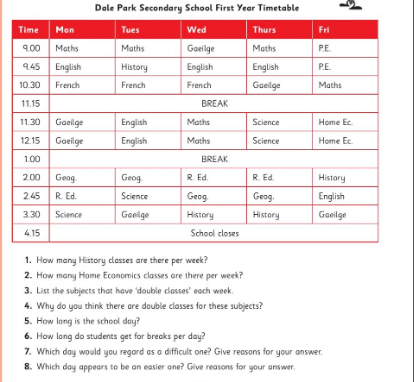 Dale Park Secondary School First Year Timetable
Time Mon Tues Wed Thurs Fri
9.00 Maths Maths Gaeilge Maths P.E.
9.45 English History English English P.E.
10.30 French French French Gaeilge Maths
11.15 BREAK
11.30 Gaeilge English Maths Science Home Ec.
12.15 Gaeilge English Maths Science Home Ec.
1.00 BREAK
2.00 Geog. Geog. R. Ed. R. Ed. History
2.45 R. Ed. Science Geog. Geog. English
3.30 Science Gaeilge History History Gaeilge
4.15 School closes
1. How many History classes are there per week?
2. How many Home Economics classes are there per week?
3. List the subjects that have 'double classes' each week.
4. Why do you think there are double classes for these subjects?
5. How long is the school day?
6. How long do students get for breaks per day?
7. Which day would you regard as a difficult one? Give reasons for your answer.
8. Which day appears to be an easier one? Give reasons for your answer.